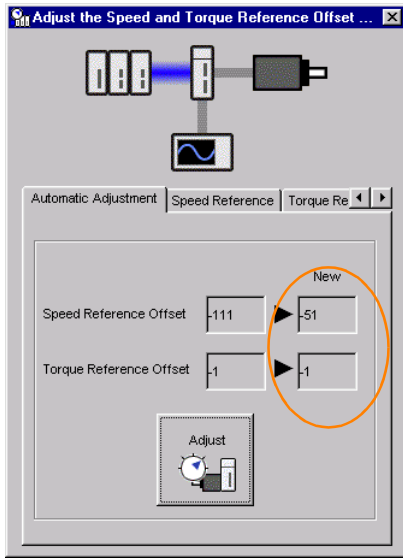 Adjust the Speed and Torque Reference Offset ...
Automatic Adjustment Speed Reference Torque Re
New
Speed Reference Offset -111 -51
Torque Reference Offset -1 -1
Adjust